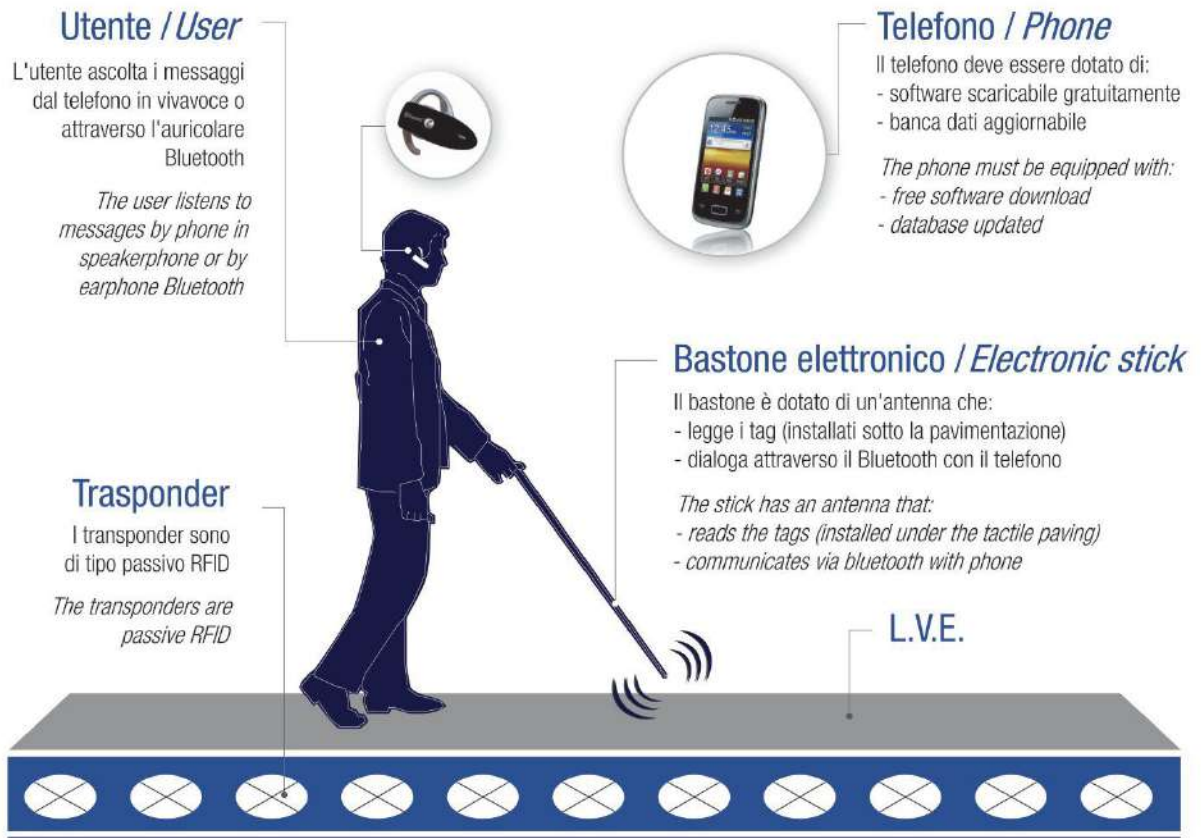 Utente / User
L'utente ascolta i messaggi
dal telefono in vivavoce o
attraverso l'auricolare
Bluetooth
The user listens to
messages by phone in
speakerphone or by
earphone Bluetooth
Telefono / Phone
Il telefono deve essere dotato di:
- software scaricabile gratuitamente
- banca dati aggiornabile
The phone must be equipped with:
- free software download
- database updated
Bastone elettronico / Electronic stick
Il bastone è dotato di un'antenna che:
- legge i tag (installati sotto la pavimentazione)
- dialoga attraverso il Bluetooth con il telefono
The stick has an antenna that:
- reads the tags (installed under the tactile paving)
- communicates via bluetooth with phone
Trasponder
I transponder sono
di tipo passivo RFID
The transponders are
passive RFID
L.V.E.